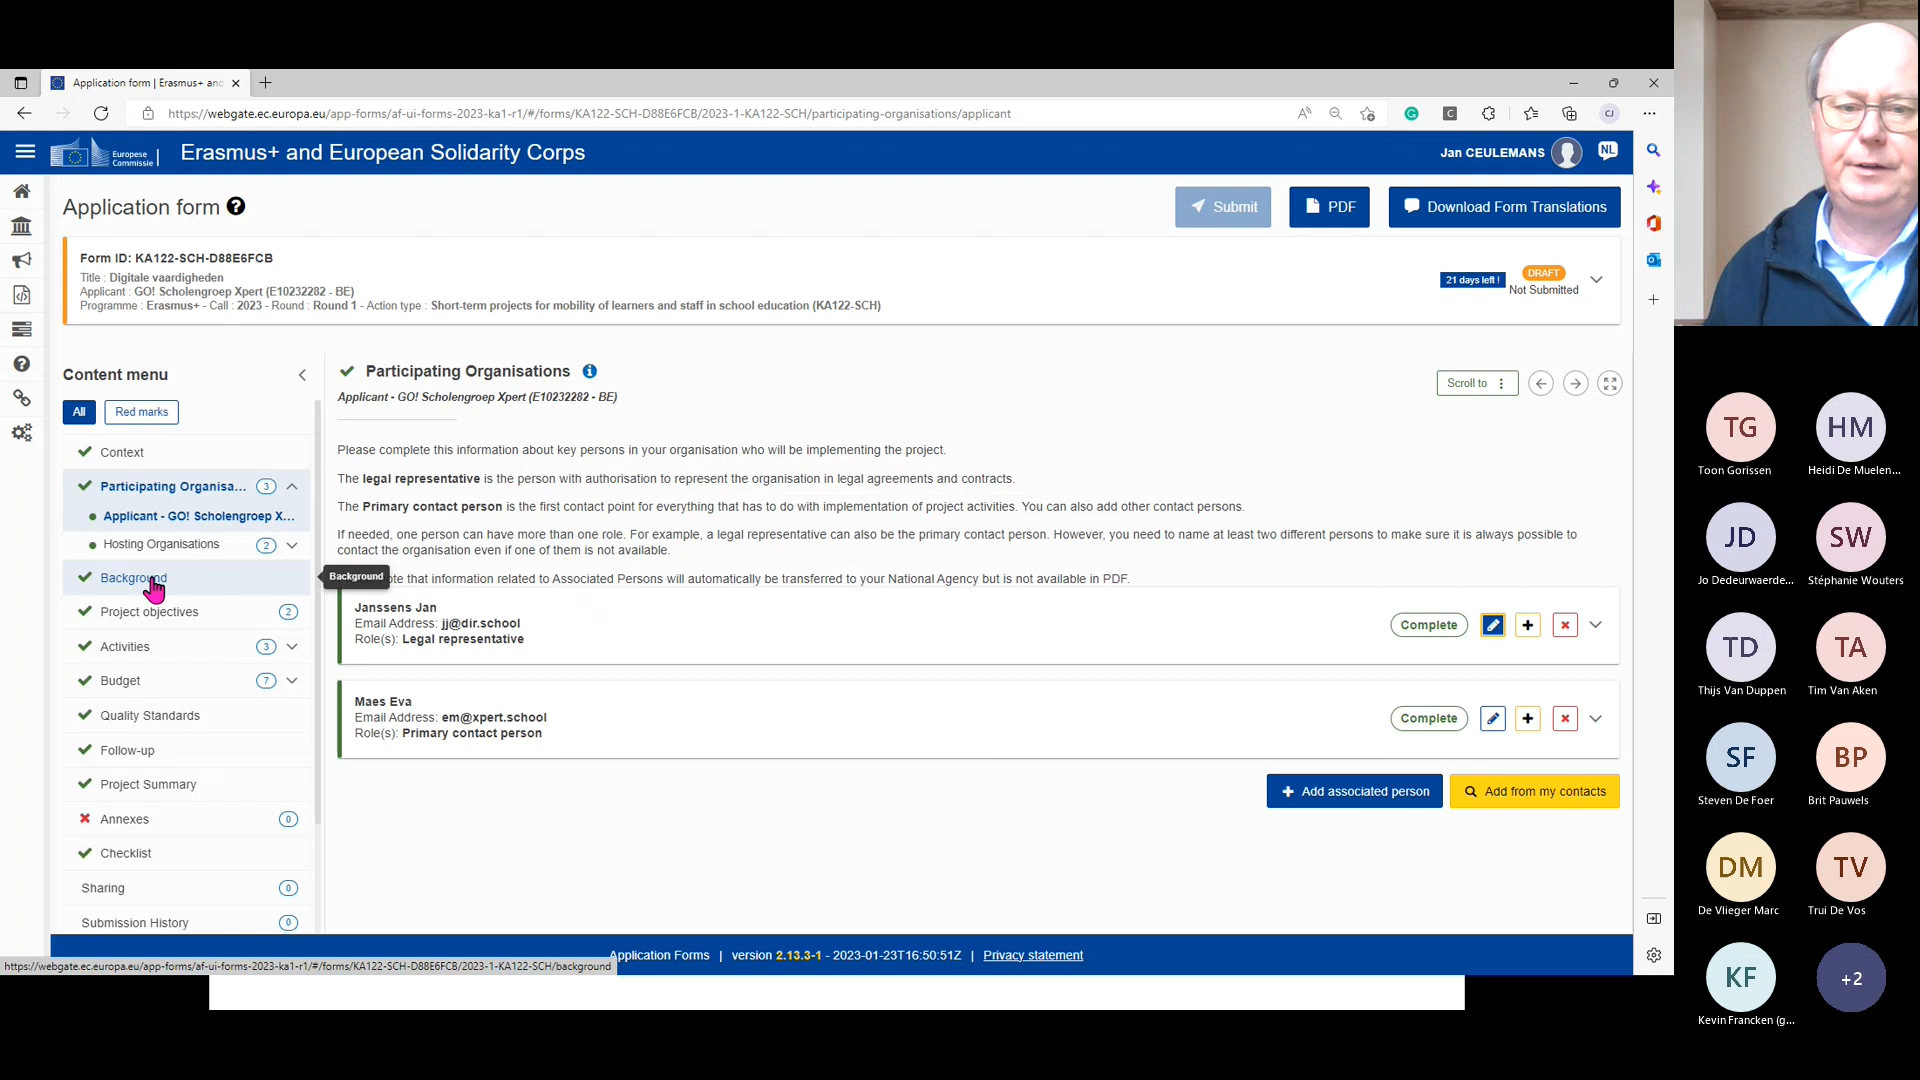 Application form | Erasmus+ and
https://webgate.ec.europa.eu/app-forms/af-ui-forms-2023-ka1-r1/#/forms/KA122-SCH-D88E6FCB/2023-1-KA122-SCH/participating-organisations/applicant
CJ
Europese
Commissie
Erasmus+ and European Solidarity Corps
Jan CEULEMANS
NL
Application form
Submit
PDF
Download Form Translations
Form ID: KA122-SCH-D88E6FCB
Title : Digitale vaardigheden
Applicant : GO! Scholengroep Xpert (E10232282 - BE)
Programme : Erasmus+ - Call : 2023 - Round : Round 1 - Action type : Short-term projects for mobility of learners and staff in school education (KA122-SCH)
21 days left !
DRAFT
Not Submitted
Content menu
All
Red marks
Context
Participating Organisa... 3
Applicant - GO! Scholengroep X...
Hosting Organisations 2
Background
Project objectives 2
Activities 3
Budget 7
Quality Standards
Follow-up
Project Summary
Annexes 0
Checklist
Sharing 0
Submission History 0
Background
Participating Organisations
Applicant - GO! Scholengroep Xpert (E10232282 - BE)
Scroll to
Please complete this information about key persons in your organisation who will be implementing the project.
The legal representative is the person with authorisation to represent the organisation in legal agreements and contracts.
The Primary contact person is the first contact point for everything that has to do with implementation of project activities. You can also add other contact persons.
If needed, one person can have more than one role. For example, a legal representative can also be the primary contact person. However, you need to name at least two different persons to make sure it is always possible to
contact the organisation even if one of them is not available.
that information related to Associated Persons will automatically be transferred to your National Agency but is not available in PDF.
Janssens Jan
Email Address: jj@dir.school
Role(s): Legal representative
Complete
Maes Eva
Email Address: em@xpert.school
Role(s): Primary contact person
Complete
Add associated person
Add from my contacts
Application Forms | version 2.13.3-1 - 2023-01-23T16:50:51Z | Privacy statement
https://webgate.ec.europa.eu/app-forms/af-ui-forms-2023-ka1-r1/#/forms/KA122-SCH-D88E6FCB/2023-1-KA122-SCH/background
TG
Toon Gorissen
HM
Heidi De Muelen...
JD
Jo Dedeurwaerde...
SW
Stéphanie Wouters
TD
Thijs Van Duppen
TA
Tim Van Aken
SF
Steven De Foer
BP
Brit Pauwels
DM
De Vlieger Marc
TV
Trui De Vos
KF
Kevin Francken (g...
+2